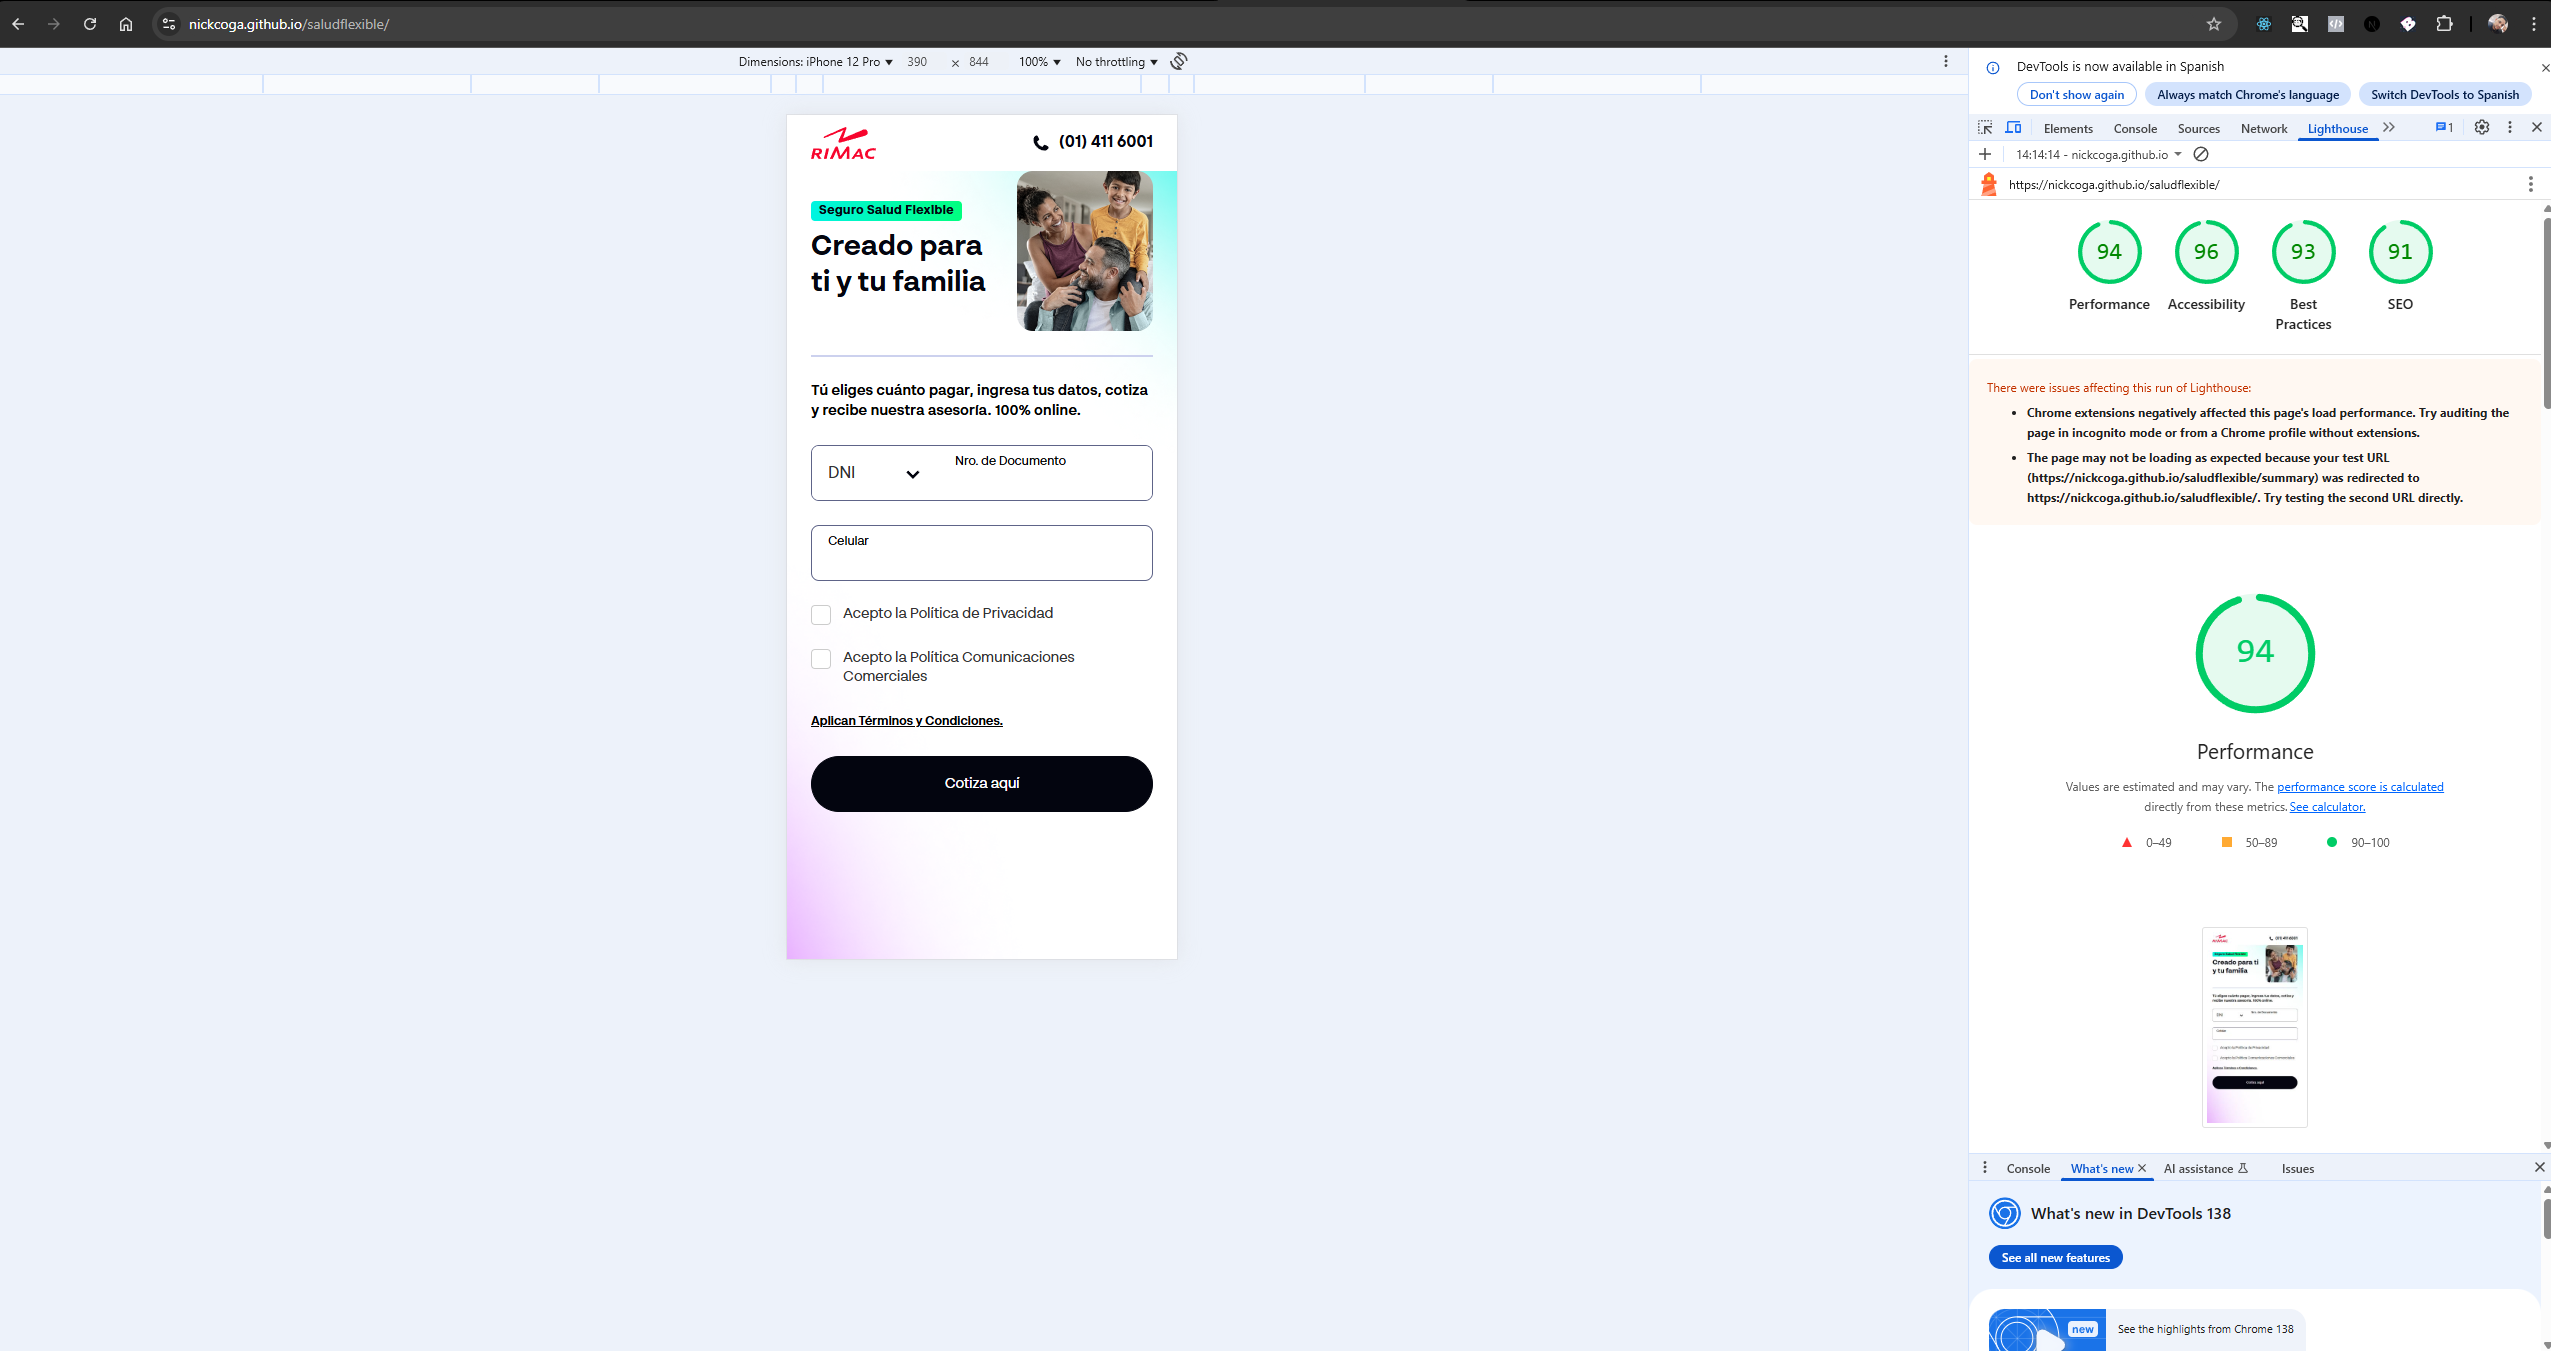 nickcoga.github.io/saludflexible/
Dimensions: iPhone 12 Pro 390 × 844 100% No throttling
RIMAC
(01) 411 6001
Seguro Salud Flexible
Creado para
ti y tu familia
Tú eliges cuánto pagar, ingresa tus datos, cotiza
y recibe nuestra asesoría. 100% online.
DNI
Nro. de Documento
Celular
Acepto la Política de Privacidad
Acepto la Política Comunicaciones
Comerciales
Aplican Términos y Condiciones.
Cotiza aquí
DevTools is now available in Spanish
Don't show again
Always match Chrome's language
Switch DevTools to Spanish
Elements Console Sources Network Lighthouse 1
14:14:14 - nickcoga.github.io
https://nickcoga.github.io/saludflexible/
94 96 93 91
Performance Accessibility Best
Practices
SEO
There were issues affecting this run of Lighthouse:
Chrome extensions negatively affected this page's load performance. Try auditing the
page in incognito mode or from a Chrome profile without extensions.
The page may not be loading as expected because your test URL
(https://nickcoga.github.io/saludflexible/summary) was redirected to
https://nickcoga.github.io/saludflexible/. Try testing the second URL directly.
94
Performance
Values are estimated and may vary. The performance score is calculated
directly from these metrics. See calculator.
0–49 50–89 90–100
Creado para ti
y tu familia
Console What's new AI assistance Issues
What's new in DevTools 138
See all new features
new
See the highlights from Chrome 138